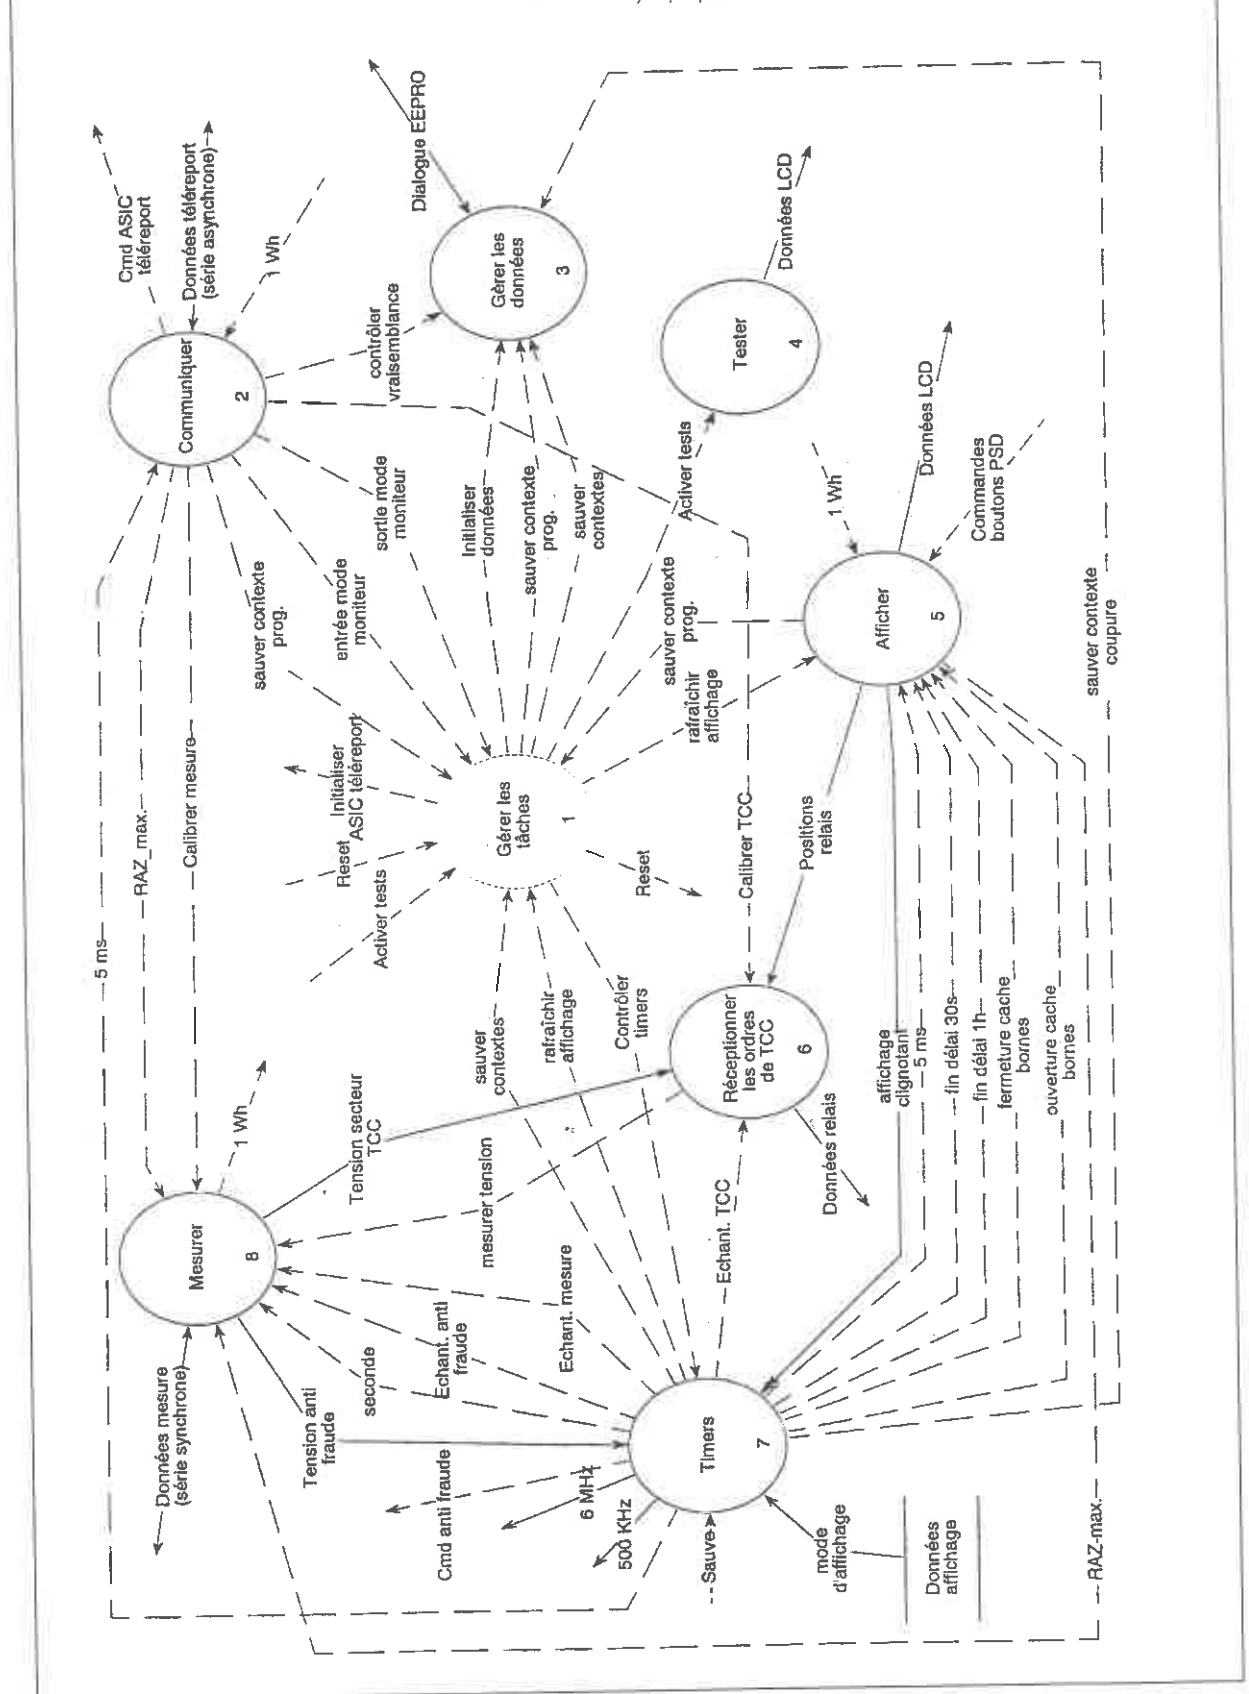 Cmd ASIC
téléreport
Données téléreport
(série asynchrone)
1 Wh
Dialogue EEPRO
Communiquer
2
contrôler
vraisemblance
Gérer les
données
3
Tester
4
Données LCD
5 ms
RAZ_max.
Calibrer mesure
sauver contexte
prog.
entrée mode
moniteur
sortie mode
moniteur
Initialiser
données
sauver contexte
prog.
sauver
contextes
Activer tests
1 Wh
Données LCD
Commandes
boutons PSD
Initialiser
ASIC téléreport
Reset
Activer tests
Gérer les
tâches
1
Reset
sauver contexte
prog.
rafraîchir
affichage
Afficher
5
sauver contexte
coupure
Calibrer TCC
Positions
relais
1 Wh
Tension secteur
TCC
sauver
contextes
rafraîchir
affichage
Contrôler
timers
Réceptionner
les ordres
de TCC
6
Données relais
affichage
clignotant
5 ms
fin délai 30s
fin délai 1h
fermeture cache
bornes
ouverture cache
bornes
Mesurer
8
mesurer tension
Echant. mesure
Echant. anti
fraude
seconde
Echant. TCC
Données mesure
(série synchrone)
Tension anti
fraude
Cmd anti fraude
6 MHz
500 KHz
Timers
7
Sauve
mode
d'affichage
Données
affichage
RAZ-max.